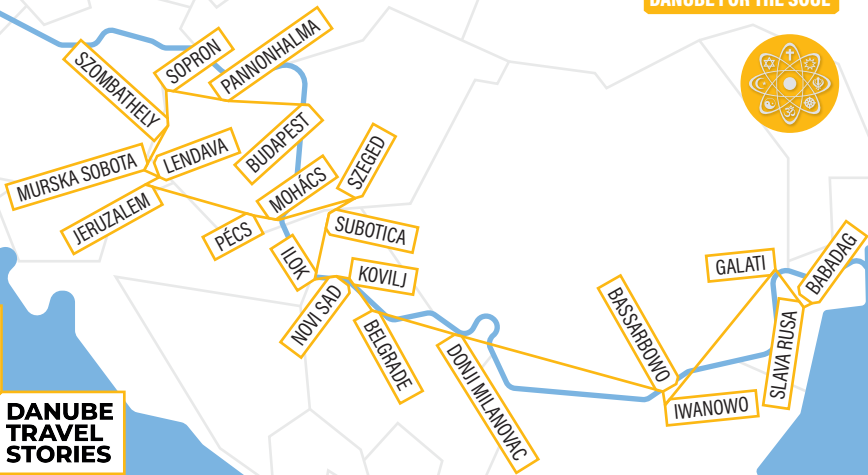 DANUBE FOR THE SOUL
SZOMBATHELY
SOPRON
PANNONHALMA
BUDAPEST
MURSKA SOBOTA
LENDAVA
JERUZALEM
PÉCS
MOHÁCS
SZEGED
SUBOTICA
ILOK
NOVI SAD
KOVILJ
BELGRADE
DONJI MILANOVAC
BASSARBOWO
IWANOWO
GALATI
SLAVA RUSA
BABADAG
DANUBE
TRAVEL
STORIES